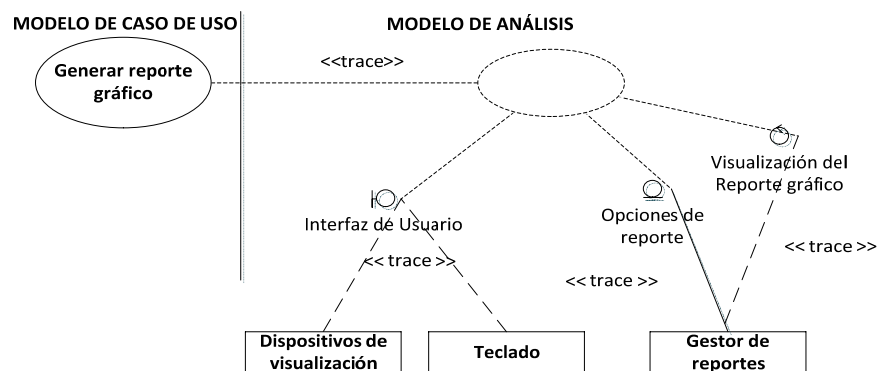 MODELO DE CASO DE USO
MODELO DE ANÁLISIS
Generar reporte
gráfico
<<trace>>
Visualización del
Reporte gráfico
Interfaz de Usuario
Opciones de
reporte
<< trace >>
<< trace >>
<< trace >>
Dispositivos de
visualización
Teclado
Gestor de
reportes